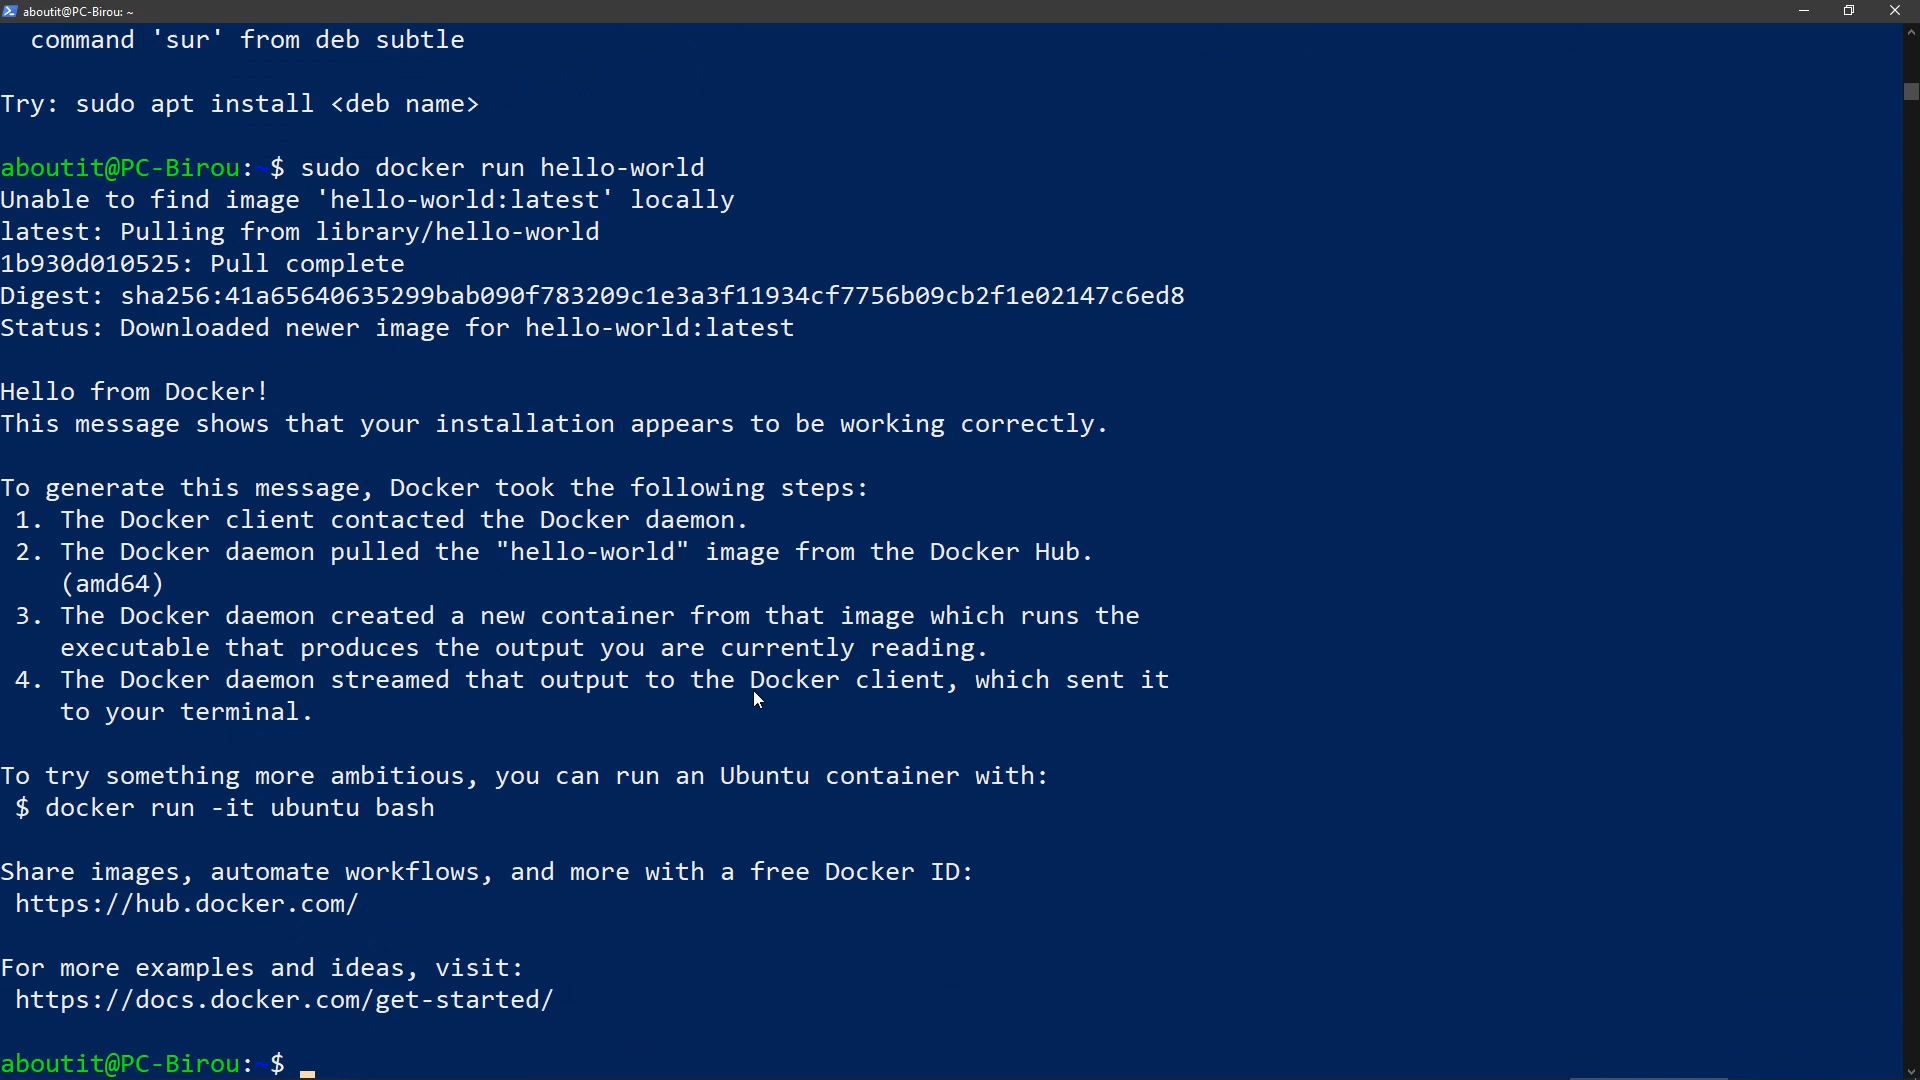 aboutit@PC-Birou: ~
command 'sur' from deb subtle
Try: sudo apt install <deb name>
aboutit@PC-Birou:~$ sudo docker run hello-world
Unable to find image 'hello-world:latest' locally
latest: Pulling from library/hello-world
1b930d010525: Pull complete
Digest: sha256:41a65640635299bab090f783209c1e3a3f11934cf7756b09cb2f1e02147c6ed8
Status: Downloaded newer image for hello-world:latest
Hello from Docker!
This message shows that your installation appears to be working correctly.
To generate this message, Docker took the following steps:
1. The Docker client contacted the Docker daemon.
2. The Docker daemon pulled the "hello-world" image from the Docker Hub.
(amd64)
3. The Docker daemon created a new container from that image which runs the
executable that produces the output you are currently reading.
4. The Docker daemon streamed that output to the Docker client, which sent it
to your terminal.
To try something more ambitious, you can run an Ubuntu container with:
$ docker run -it ubuntu bash
Share images, automate workflows, and more with a free Docker ID:
https://hub.docker.com/
For more examples and ideas, visit:
https://docs.docker.com/get-started/
aboutit@PC-Birou:~$